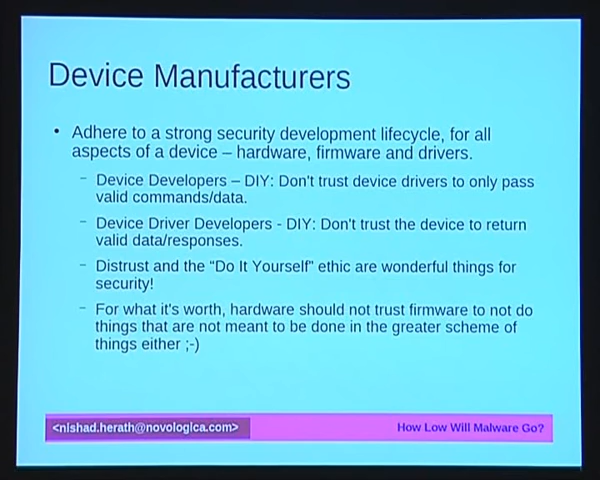 Device Manufacturers
• Adhere to a strong security development lifecycle, for all
aspects of a device – hardware, firmware and drivers.
– Device Developers – DIY: Don't trust device drivers to only pass
valid commands/data.
– Device Driver Developers - DIY: Don't trust the device to return
valid data/responses.
– Distrust and the "Do It Yourself" ethic are wonderful things for
security!
– For what it's worth, hardware should not trust firmware to not do
things that are not meant to be done in the greater scheme of
things either ;-)
<nishad.herath@novologica.com>
How Low Will Malware Go?